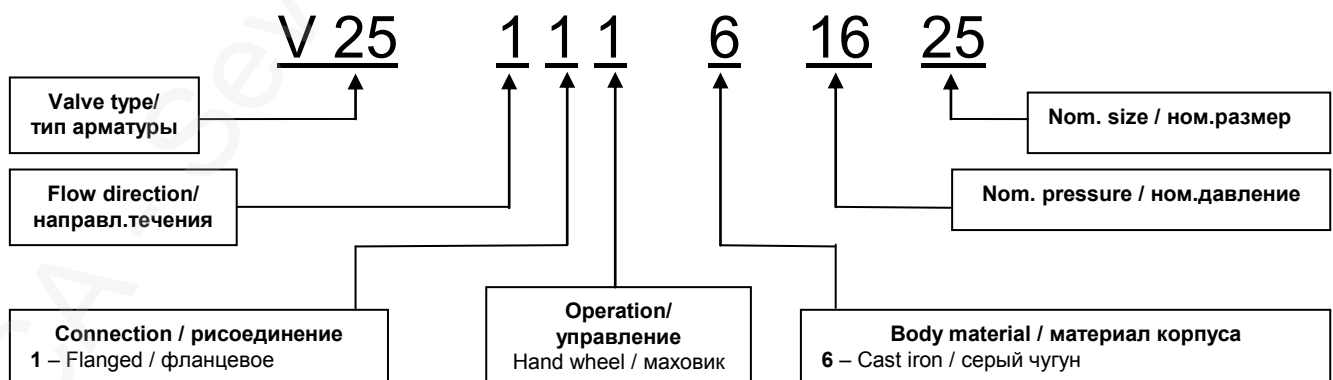 V 25 1 1 1 6 16 25
Valve type/
тип арматуры
Nom. size / ном.размер
Flow direction/
направл.течения
Nom. pressure / ном.давление
Connection / рисоединение
1 – Flanged / фланцевое
Operation/
управление
Hand wheel / маховик
Body material / материал корпуса
6 – Cast iron / серый чугун